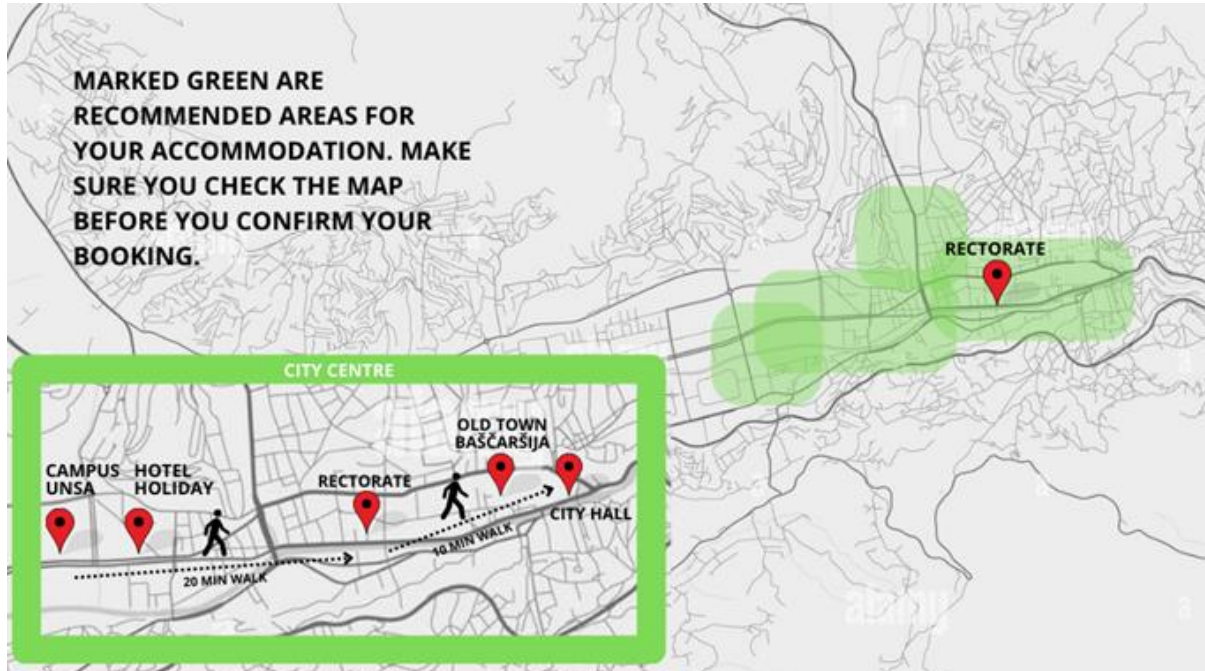 MARKED GREEN ARE
RECOMMENDED AREAS FOR
YOUR ACCOMMODATION. MAKE
SURE YOU CHECK THE MAP
BEFORE YOU CONFIRM YOUR
BOOKING.
RECTORATE
CITY CENTRE
OLD TOWN
BAŠČARŠIJA
CAMPUS
UNSA
HOTEL
HOLIDAY
RECTORATE
CITY HALL
10 MIN WALK
20 MIN WALK
alamy
a